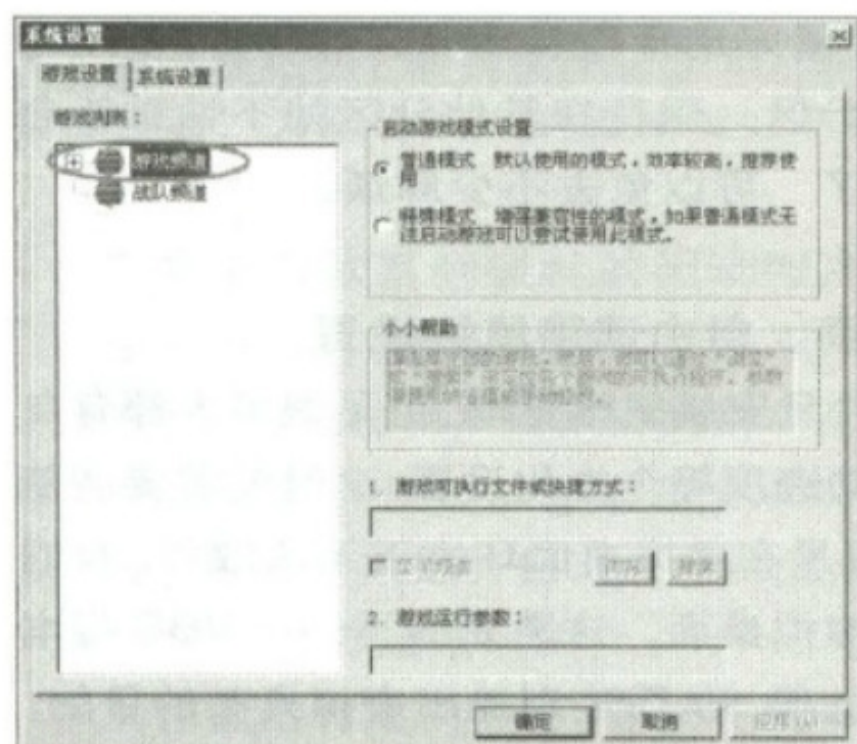 系统设置
游戏设置 系统设置
游戏列表：
游戏频道
战队频道
启动游戏模式设置
普通模式 默认使用的模式，效率较高，推荐使
用
特殊模式 增强兼容性的模式，如果普通模式无
法启动游戏可以尝试使用此模式。
小小帮助
1. 游戏可执行文件或快捷方式：
2. 游戏运行参数：
确定 取消